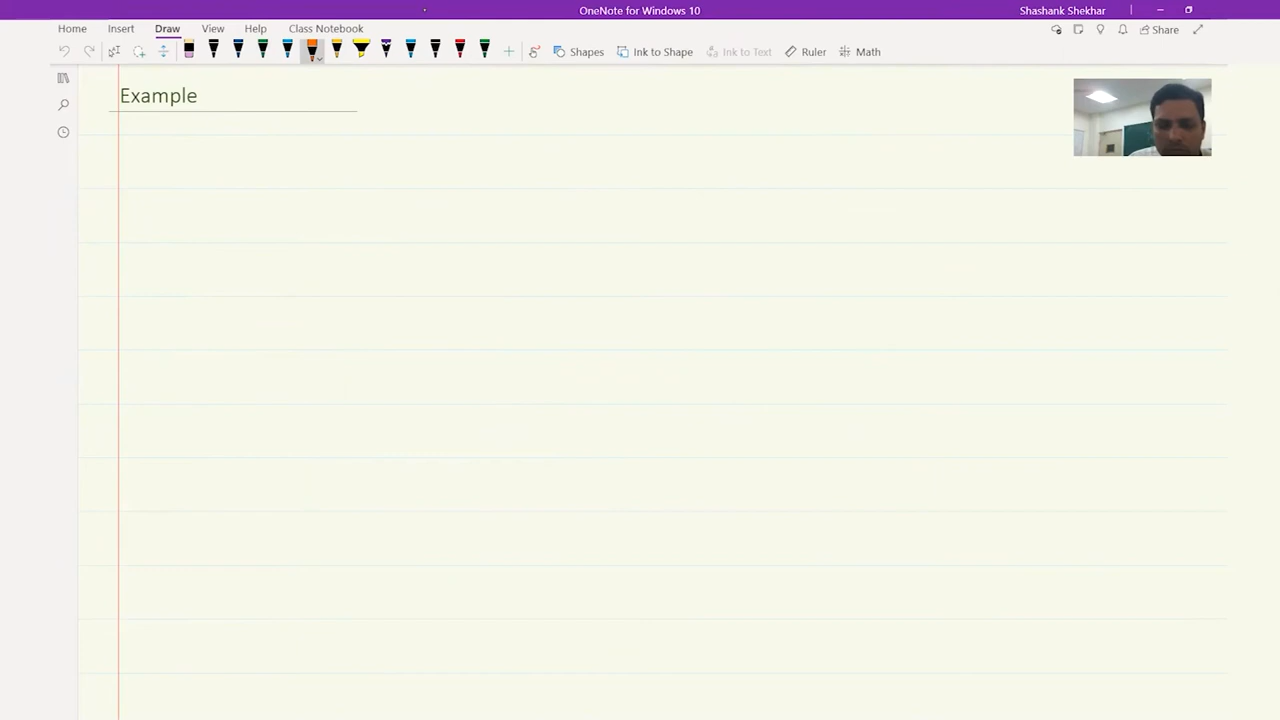 OneNote for Windows 10
Shashank Shekhar
Home Insert Draw View Help Class Notebook
Share
Shapes Ink to Shape Ink to Text Ruler Math
Example